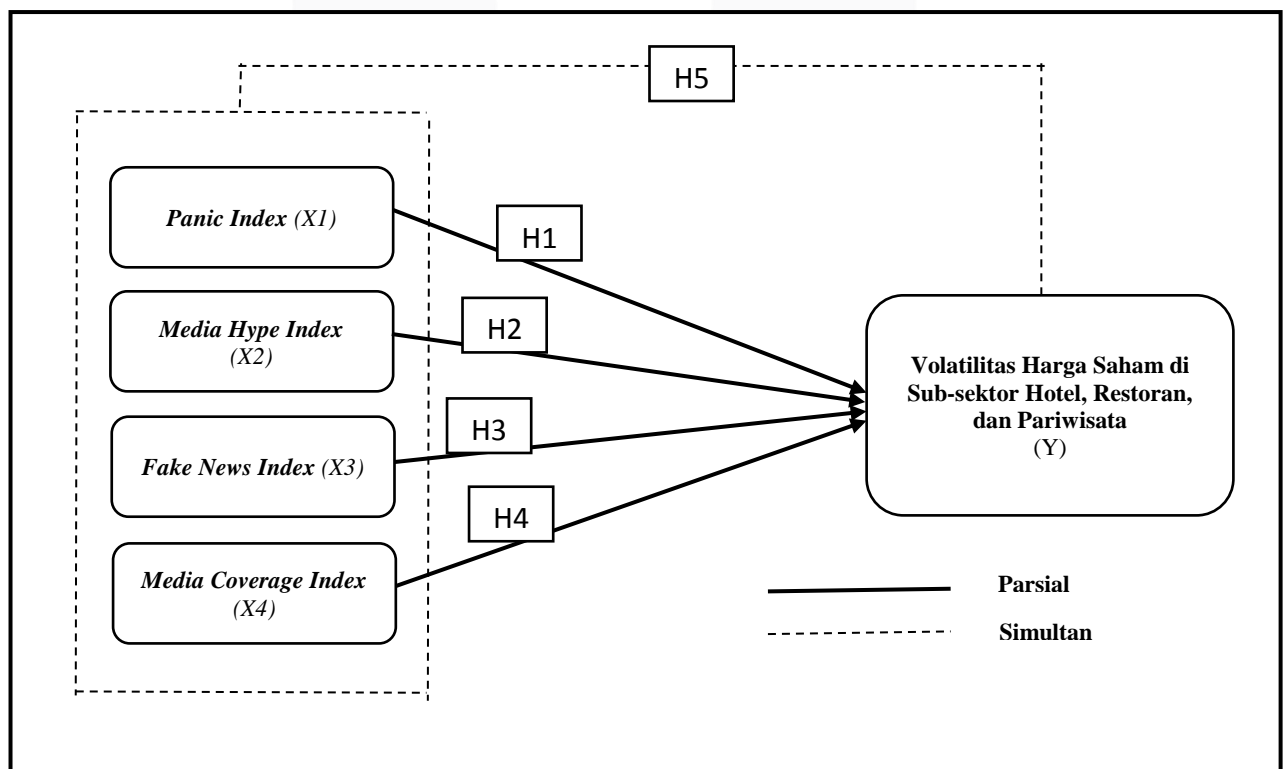 H5
Panic Index (X1)
H1
Media Hype Index
(X2)
H2
Volatilitas Harga Saham di
Sub-sektor Hotel, Restoran,
dan Pariwisata
(Y)
Fake News Index (X3)
H3
Media Coverage Index
(X4)
H4
Parsial
Simultan